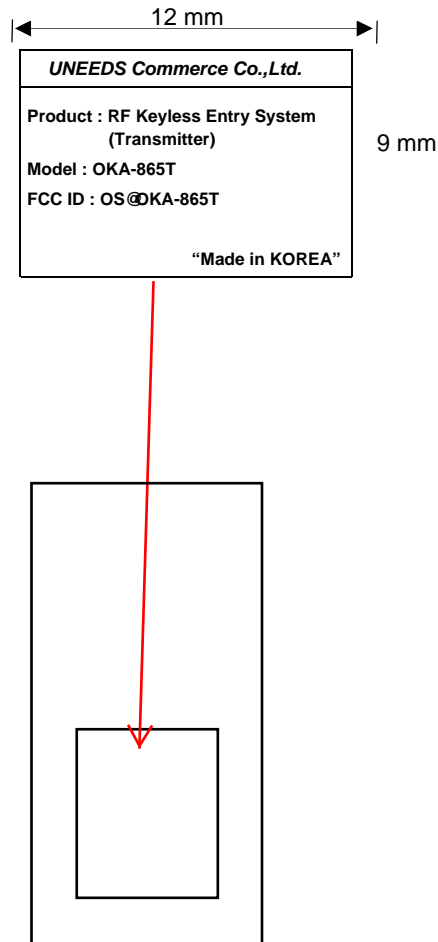 12 mm
UNEEDS Commerce Co.,Ltd.
Product : RF Keyless Entry System
(Transmitter)
9 mm
Model : OKA-865T
FCC ID : OS@OKA-865T
“Made in KOREA”